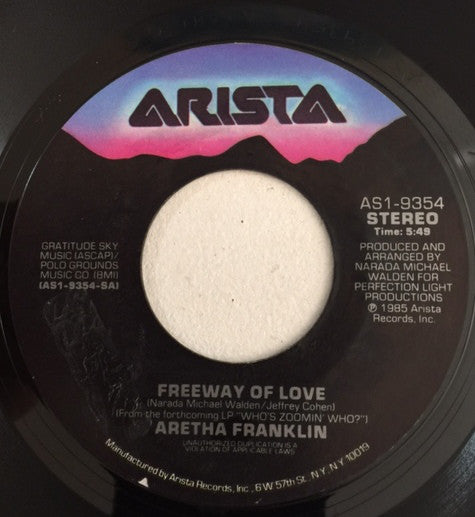 ARISTA
AS1-9354
STEREO
Time: 5:49
GRATITUDE SKY
MUSIC (ASCAP)/
POLO GROUNDS
MUSIC CO. (BMI)
(AS1-9354-SA)
PRODUCED AND
ARRANGED BY
NARADA MICHAEL
WALDEN FOR
PERFECTION LIGHT
PRODUCTIONS
℗ 1985 Arista
Records, Inc.
FREEWAY OF LOVE
(Narada Michael Walden/Jeffrey Cohen)
(From the forthcoming LP "WHO'S ZOOMIN' WHO?")
ARETHA FRANKLIN
UNAUTHORIZED DUPLICATION IS A
VIOLATION OF APPLICABLE LAWS
Manufactured by Arista Records, Inc., 6 W 57th St., N.Y. N.Y. 10019